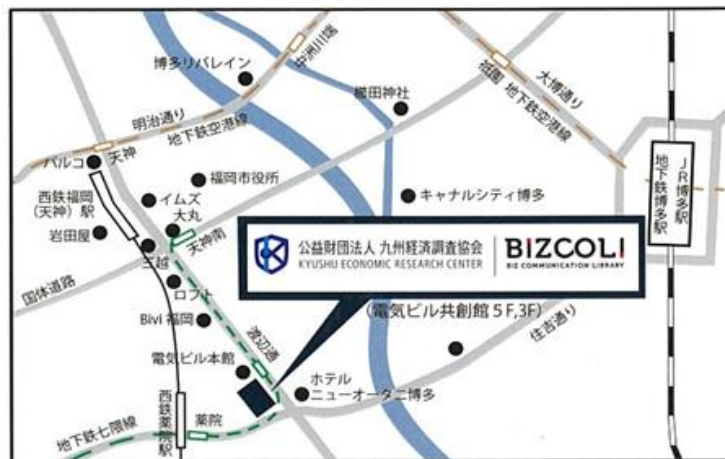 博多リバレイン
中洲川端
櫛田神社
祇園
大博通り
地下鉄空港線
明治通り
地下鉄空港線
パルコ
天神
福岡市役所
西鉄福岡
(天神)駅
イムズ
大丸
キャナルシティ博多
JR博多駅
地下鉄博多駅
岩田屋
天神南
三越
国体道路
公益財団法人 九州経済調査協会
KYUSHU ECONOMIC RESEARCH CENTER
BIZCOLI
BIZ COMMUNICATION LIBRARY
ロフト
(電気ビル共創館5F,3F)
Bivi 福岡
渡辺通
住吉通り
電気ビル本館
ホテル
ニューオータニ博多
西鉄薬院駅
薬院
地下鉄七隈線